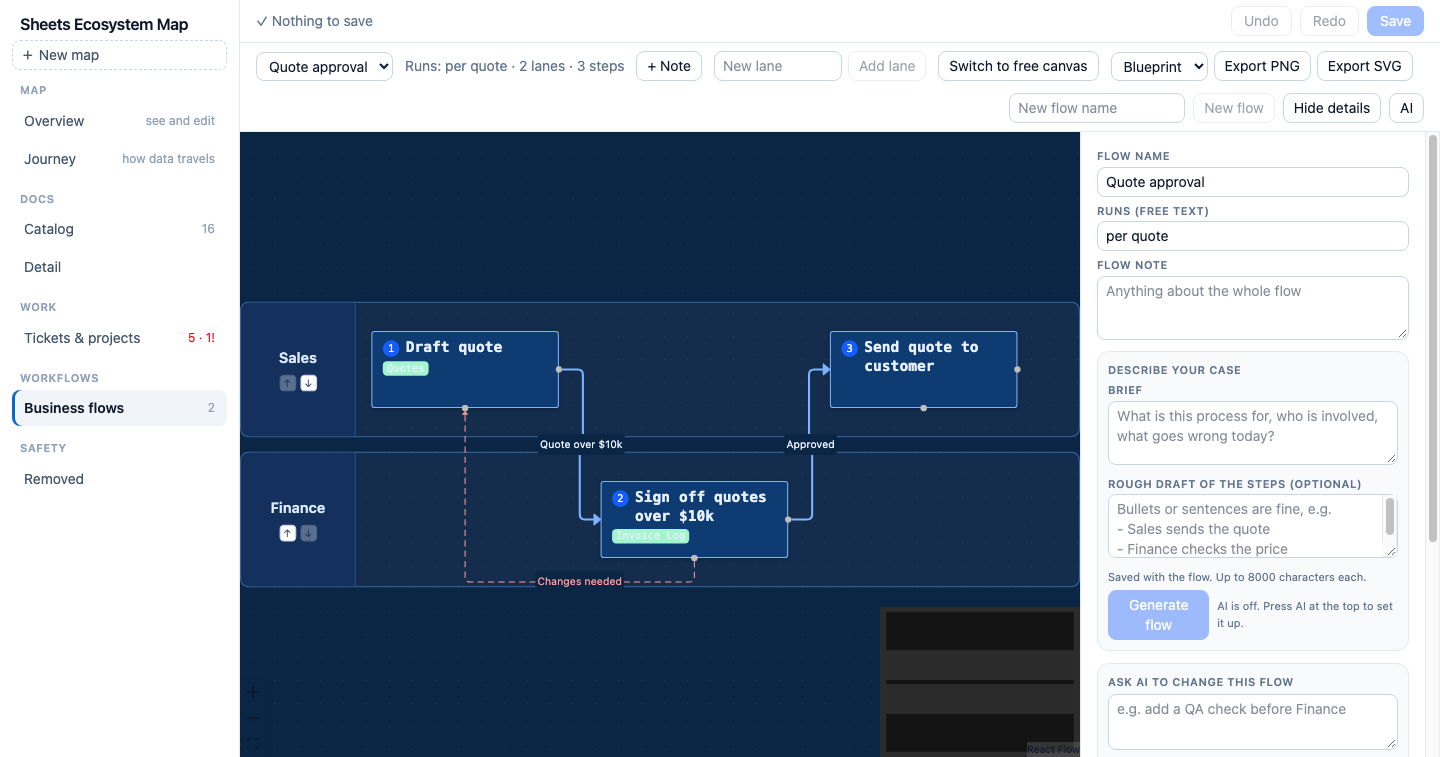 Sheets Ecosystem Map
+ New map
MAP
Overview see and edit
Journey how data travels
DOCS
Catalog 16
Detail
WORK
Tickets & projects 5 · 1!
WORKFLOWS
Business flows 2
SAFETY
Removed
✓ Nothing to save
Undo
Redo
Save
Quote approval
Runs: per quote · 2 lanes · 3 steps
+ Note
New lane
Add lane
Switch to free canvas
Blueprint
Export PNG
Export SVG
New flow name
New flow
Hide details
AI
Sales
↑ ↓
1 Draft quote
Quotes
3 Send quote to
customer
Quote over $10k
Approved
Finance
↑ ↓
2 Sign off quotes
over $10k
Invoice Log
Changes needed
React Flow
FLOW NAME
Quote approval
RUNS (FREE TEXT)
per quote
FLOW NOTE
Anything about the whole flow
DESCRIBE YOUR CASE
BRIEF
What is this process for, who is involved,
what goes wrong today?
ROUGH DRAFT OF THE STEPS (OPTIONAL)
Bullets or sentences are fine, e.g.
- Sales sends the quote
- Finance checks the price
Saved with the flow. Up to 8000 characters each.
Generate
flow
AI is off. Press AI at the top to set
it up.
ASK AI TO CHANGE THIS FLOW
e.g. add a QA check before Finance